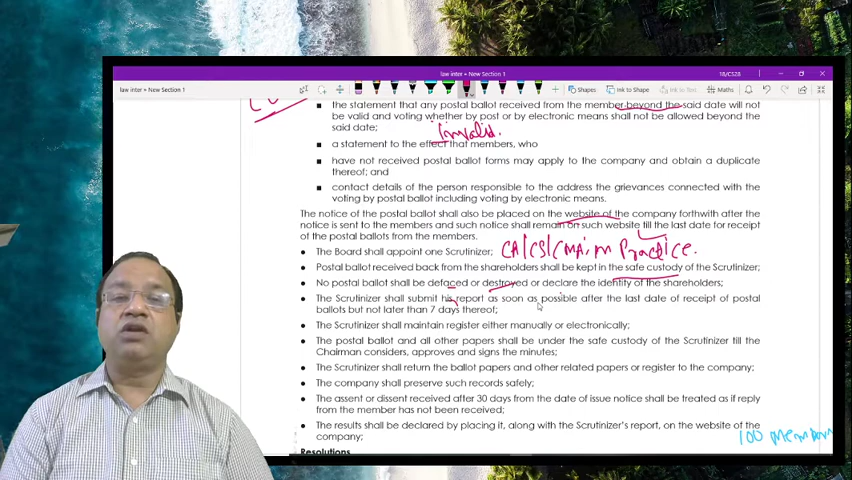 law inter » New Section 1
18/CS28
law inter » New Section 1
Shapes
Ink to Shape
Ink to Text
Maths
the statement that any postal ballot received from the member beyond the said date will not
be valid and voting whether by post or by electronic means shall not be allowed beyond the
said date;
invalid.
a statement to the effect that members, who
have not received postal ballot forms may apply to the company and obtain a duplicate
thereof; and
contact details of the person responsible to the address the grievances connected with the
voting by postal ballot including voting by electronic means.
The notice of the postal ballot shall also be placed on the website of the company forthwith after the
notice is sent to the members and such notice shall remain on such website till the last date for receipt
of the postal ballots from the members.
• The Board shall appoint one Scrutinizer; CA/CS/CMA in Practice.
• Postal ballot received back from the shareholders shall be kept in the safe custody of the Scrutinizer;
• No postal ballot shall be defaced or destroyed or declare the identity of the shareholders;
• The Scrutinizer shall submit his report as soon as possible after the last date of receipt of postal
ballots but not later than 7 days thereof;
• The Scrutinizer shall maintain register either manually or electronically;
• The postal ballot and all other papers shall be under the safe custody of the Scrutinizer till the
Chairman considers, approves and signs the minutes;
• The Scrutinizer shall return the ballot papers and other related papers or register to the company;
• The company shall preserve such records safely;
• The assent or dissent received after 30 days from the date of issue notice shall be treated as if reply
from the member has not been received;
• The results shall be declared by placing it, along with the Scrutinizer's report, on the website of the
company;
100 members
Resolutions